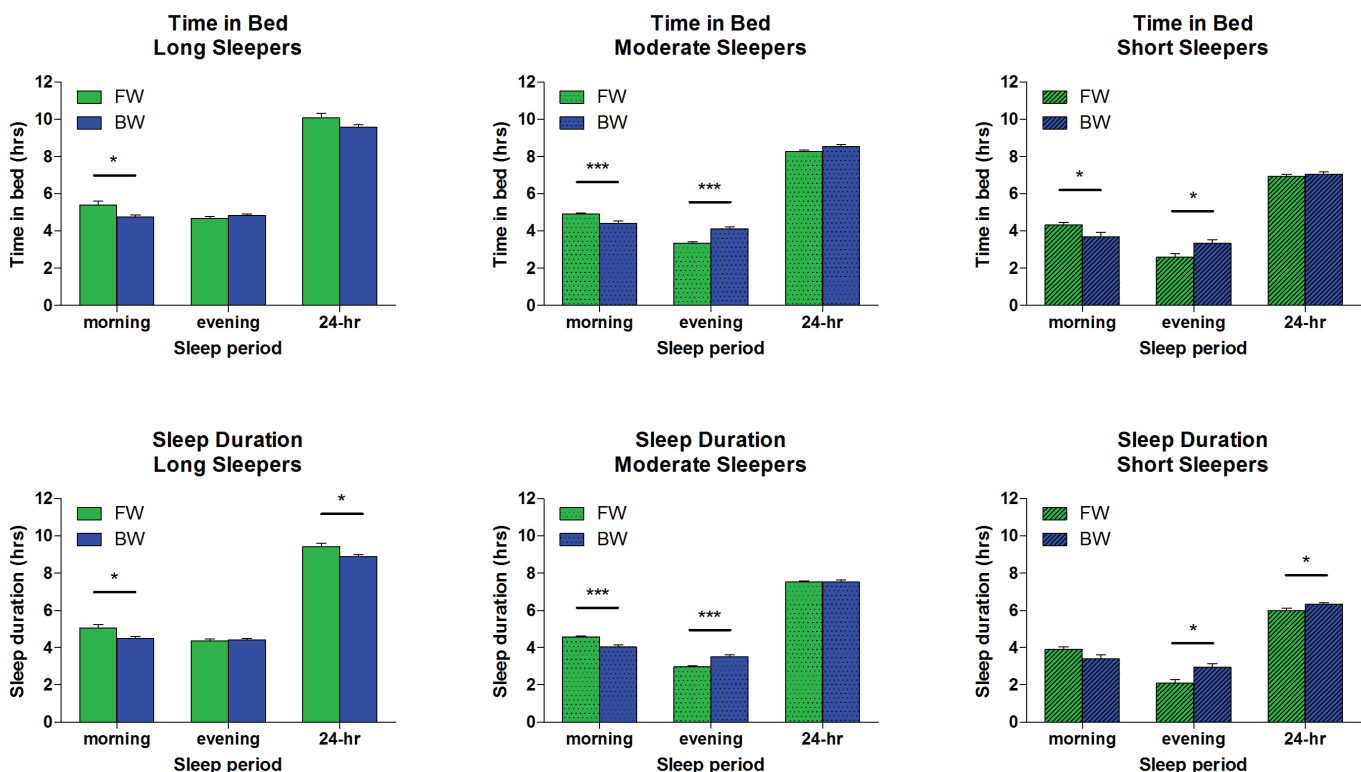 Time in Bed
Long Sleepers
12
10
8
6
4
2
0
Time in bed (hrs)
FW
BW
*
morning evening 24-hr
Sleep period
Time in Bed
Moderate Sleepers
12
10
8
6
4
2
0
Time in bed (hrs)
FW
BW
***
***
morning evening 24-hr
Sleep period
Time in Bed
Short Sleepers
12
10
8
6
4
2
0
Time in bed (hrs)
FW
BW
*
*
morning evening 24-hr
Sleep period
Sleep Duration
Long Sleepers
12
10
8
6
4
2
0
Sleep duration (hrs)
FW
BW
*
*
morning evening 24-hr
Sleep period
Sleep Duration
Moderate Sleepers
12
10
8
6
4
2
0
Sleep duration (hrs)
FW
BW
***
***
morning evening 24-hr
Sleep period
Sleep Duration
Short Sleepers
12
10
8
6
4
2
0
Sleep duration (hrs)
FW
BW
*
*
morning evening 24-hr
Sleep period